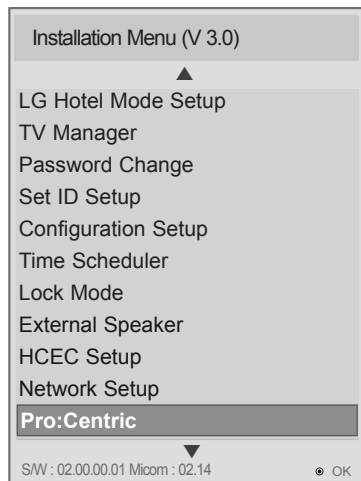 Installation Menu (V 3.0)
LG Hotel Mode Setup
TV Manager
Password Change
Set ID Setup
Configuration Setup
Time Scheduler
Lock Mode
External Speaker
HCEC Setup
Network Setup
Pro:Centric
S/W : 02.00.00.01 Micom : 02.14 OK